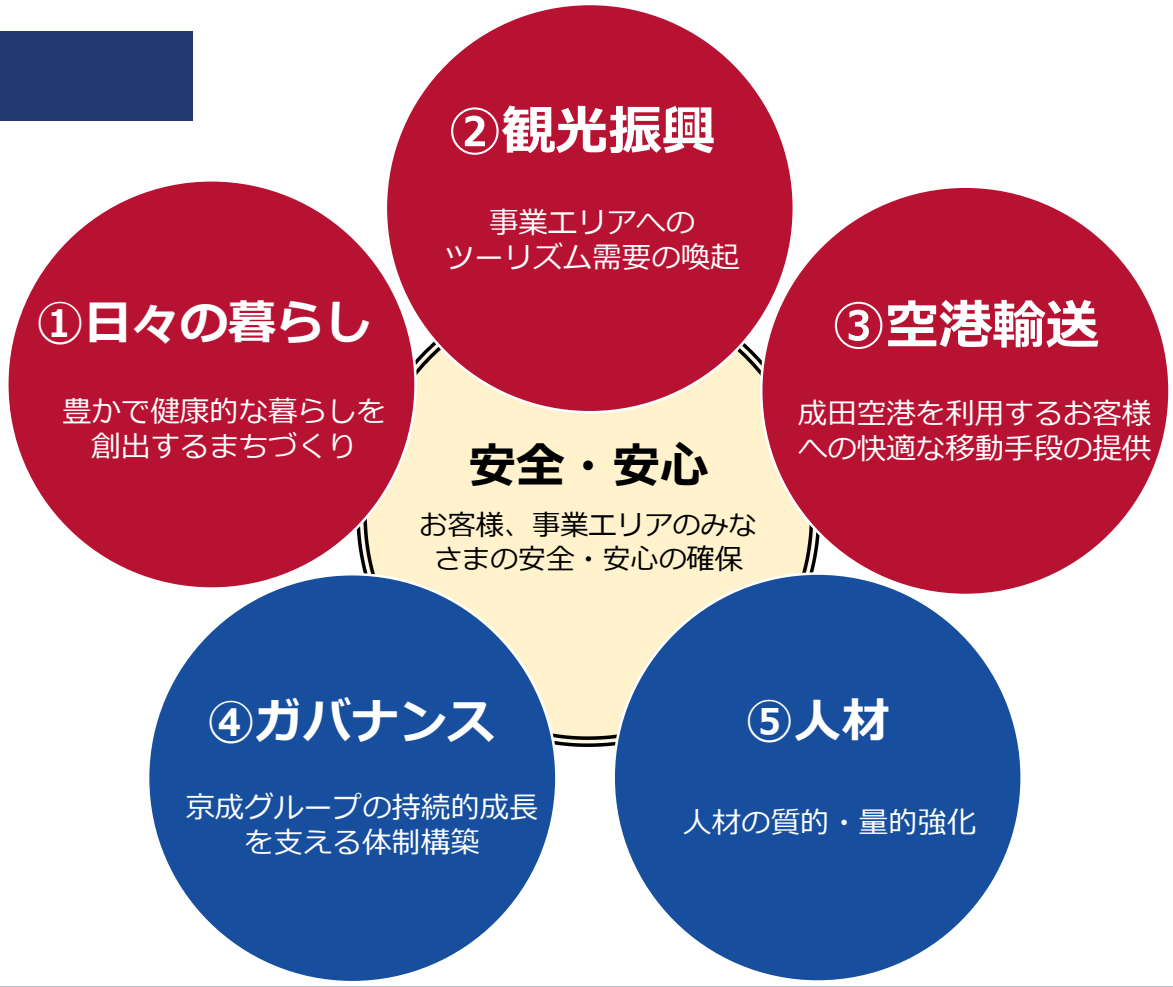 ①日々の暮らし
豊かで健康的な暮らしを
創出するまちづくり
②観光振興
事業エリアへの
ツーリズム需要の喚起
③空港輸送
成田空港を利用するお客様
への快適な移動手段の提供
安全・安心
お客様、事業エリアのみな
さまの安全・安心の確保
④ガバナンス
京成グループの持続的成長
を支える体制構築
⑤人材
人材の質的・量的強化